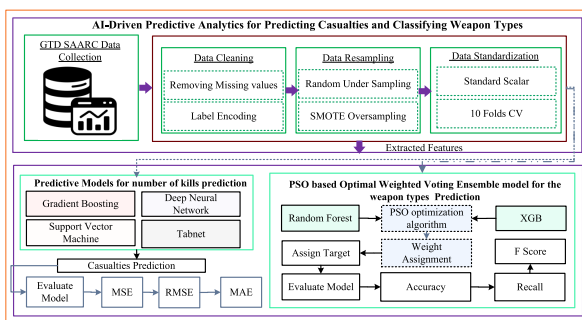 AI-Driven Predictive Analytics for Predicting Casualties and Classifying Weapon Types
GTD SAARC Data
Collection
Data Cleaning
Removing Missing values
Label Encoding
Data Resampling
Random Under Sampling
SMOTE Oversampling
Data Standardization
Standard Scalar
10 Folds CV
Extracted Features
Predictive Models for number of kills prediction
Gradient Boosting
Deep Neural
Network
Support Vector
Machine
Tabnet
Casualties Prediction
Evaluate
Model
MSE
RMSE
MAE
PSO based Optimal Weighted Voting Ensemble model for the
weapon types Prediction
Random Forest
PSO optimization
algorithm
XGB
Assign Target
Weight
Assignment
F Score
Evaluate Model
Accuracy
Recall